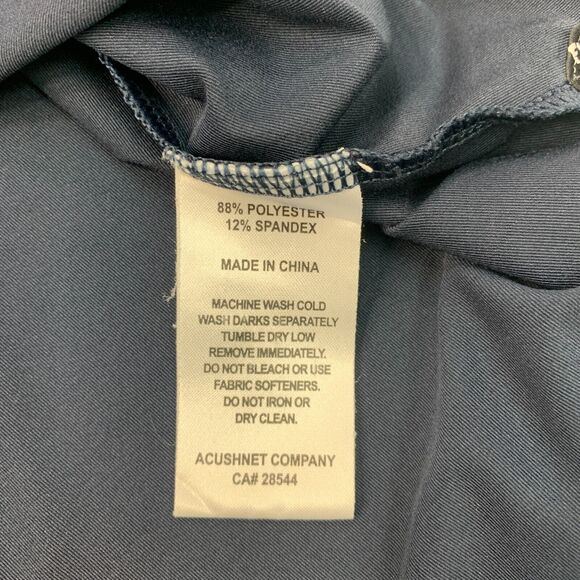 88% POLYESTER
12% SPANDEX
MADE IN CHINA
MACHINE WASH COLD
WASH DARKS SEPARATELY
TUMBLE DRY LOW
REMOVE IMMEDIATELY.
DO NOT BLEACH OR USE
FABRIC SOFTENERS.
DO NOT IRON OR
DRY CLEAN.
ACUSHNET COMPANY
CA# 28544